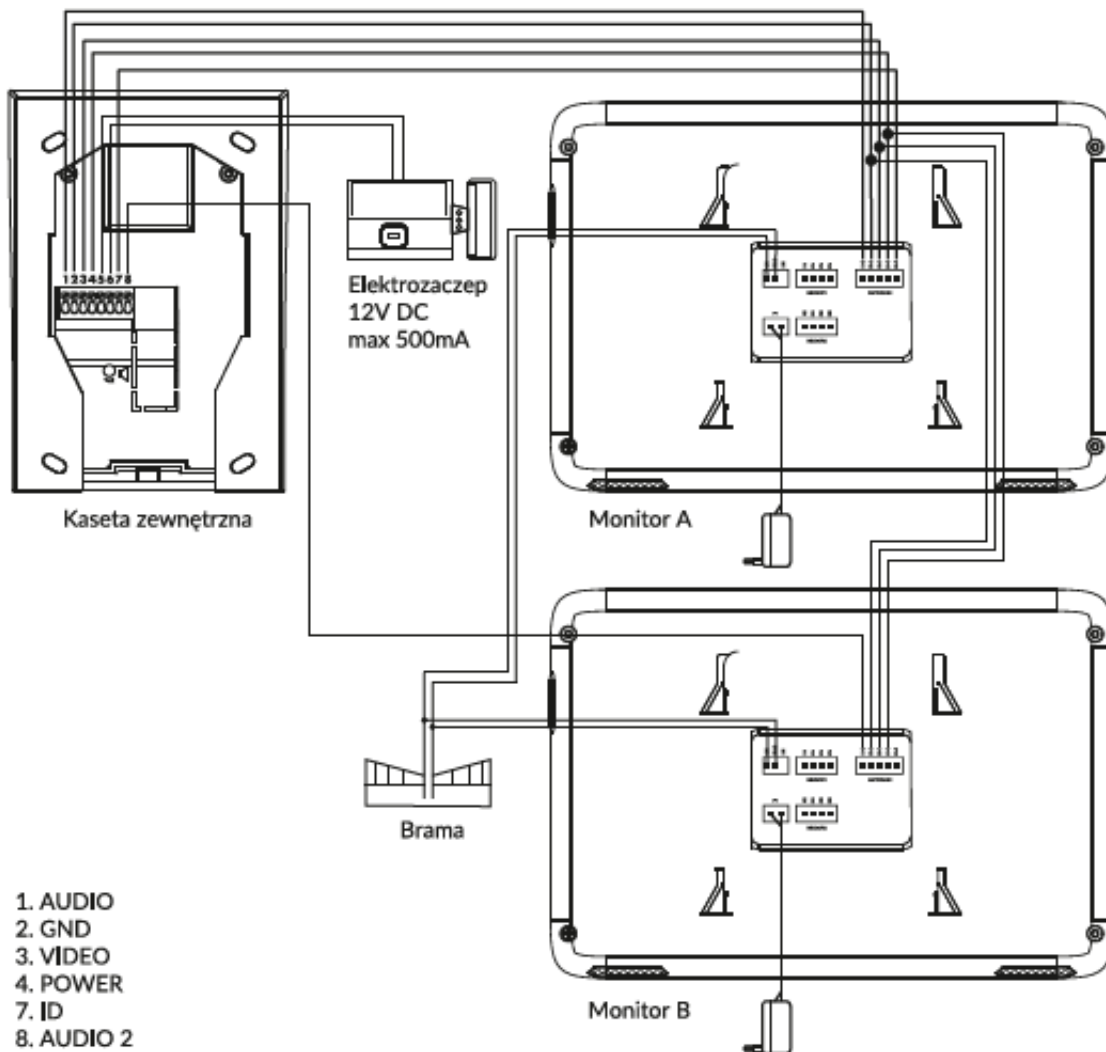 12345678
Elektrozaczep
12V DC
max 500mA
Kaseta zewnętrzna
Monitor A
Brama
1. AUDIO
2. GND
3. VIDEO
4. POWER
7. ID
8. AUDIO 2
Monitor B